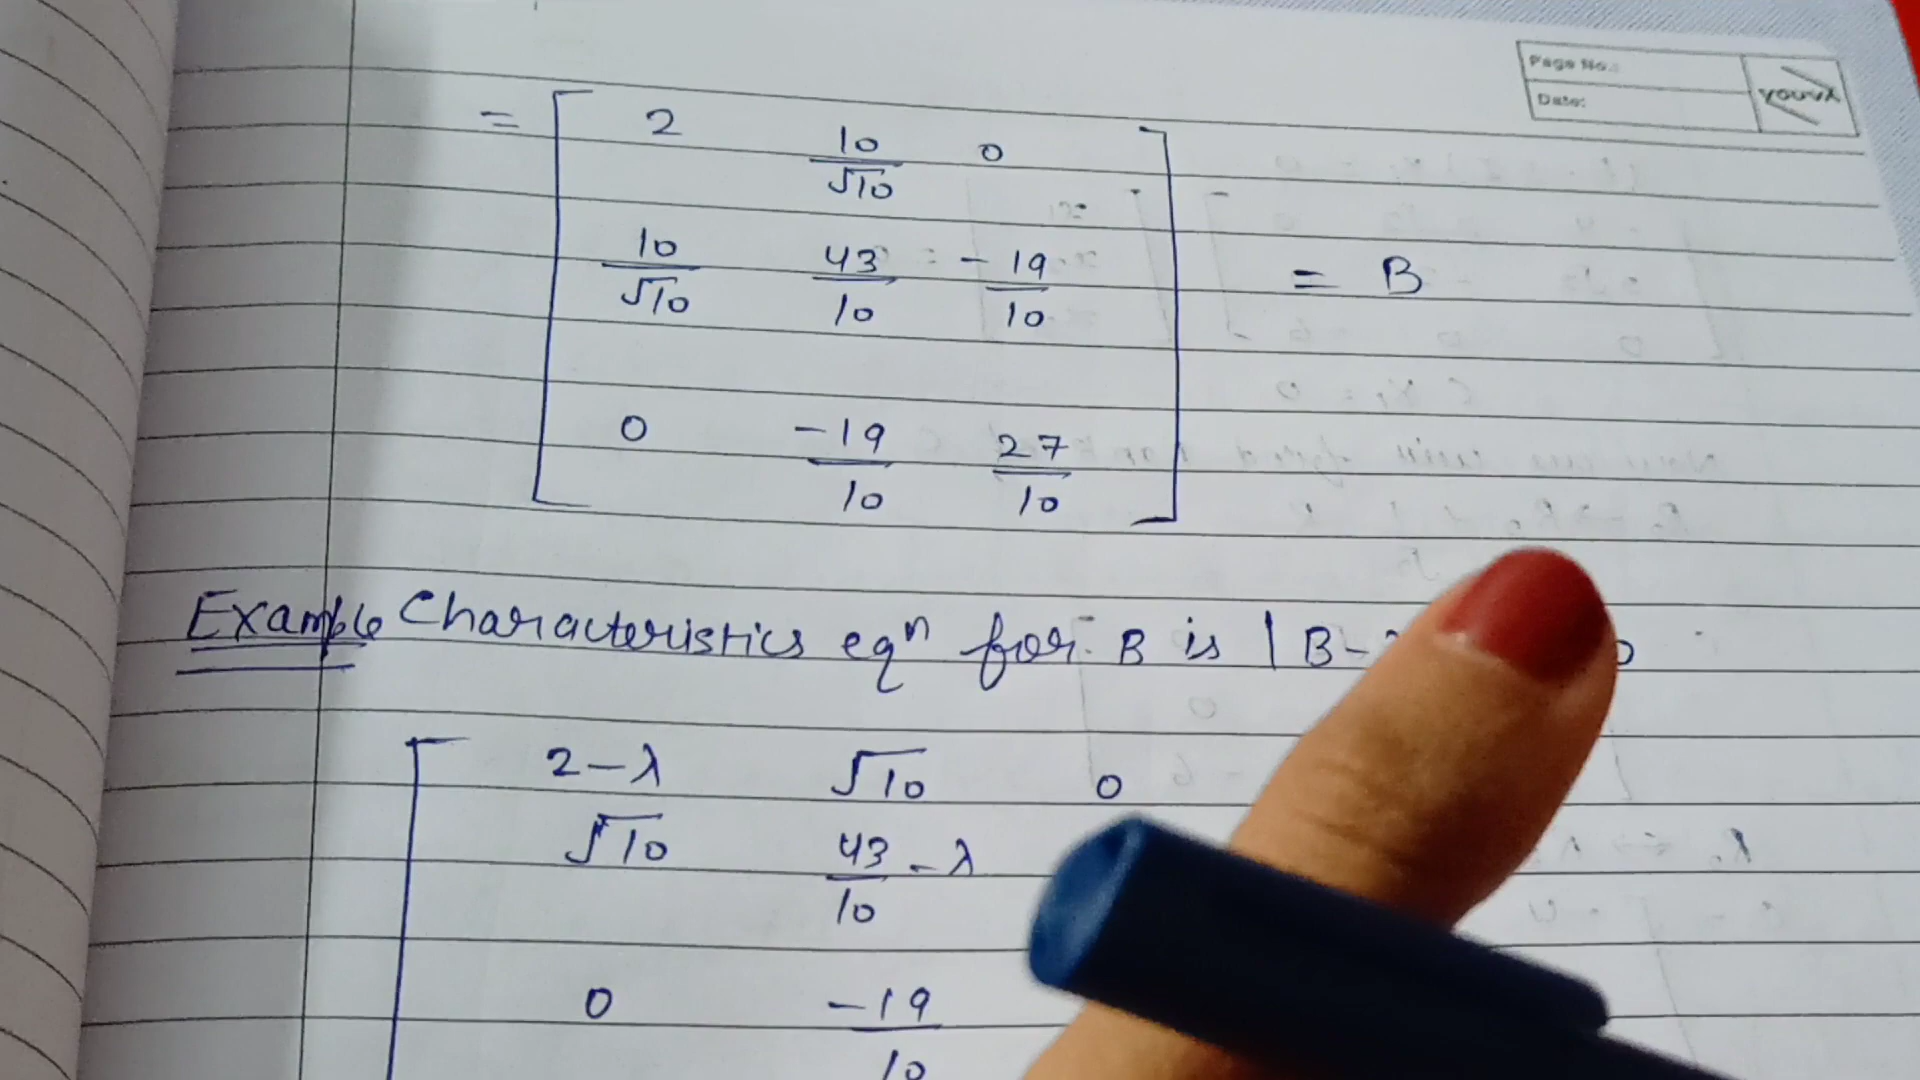 Page No.:
Date:
youva
= [ 2 10/√10 0
10/√10 43/10 -19/10
0 -19/10 27/10 ] = B
Example Characteristics eqⁿ for B is | B -
2-λ √10 0
√10 43/10 - λ
0 -19/10